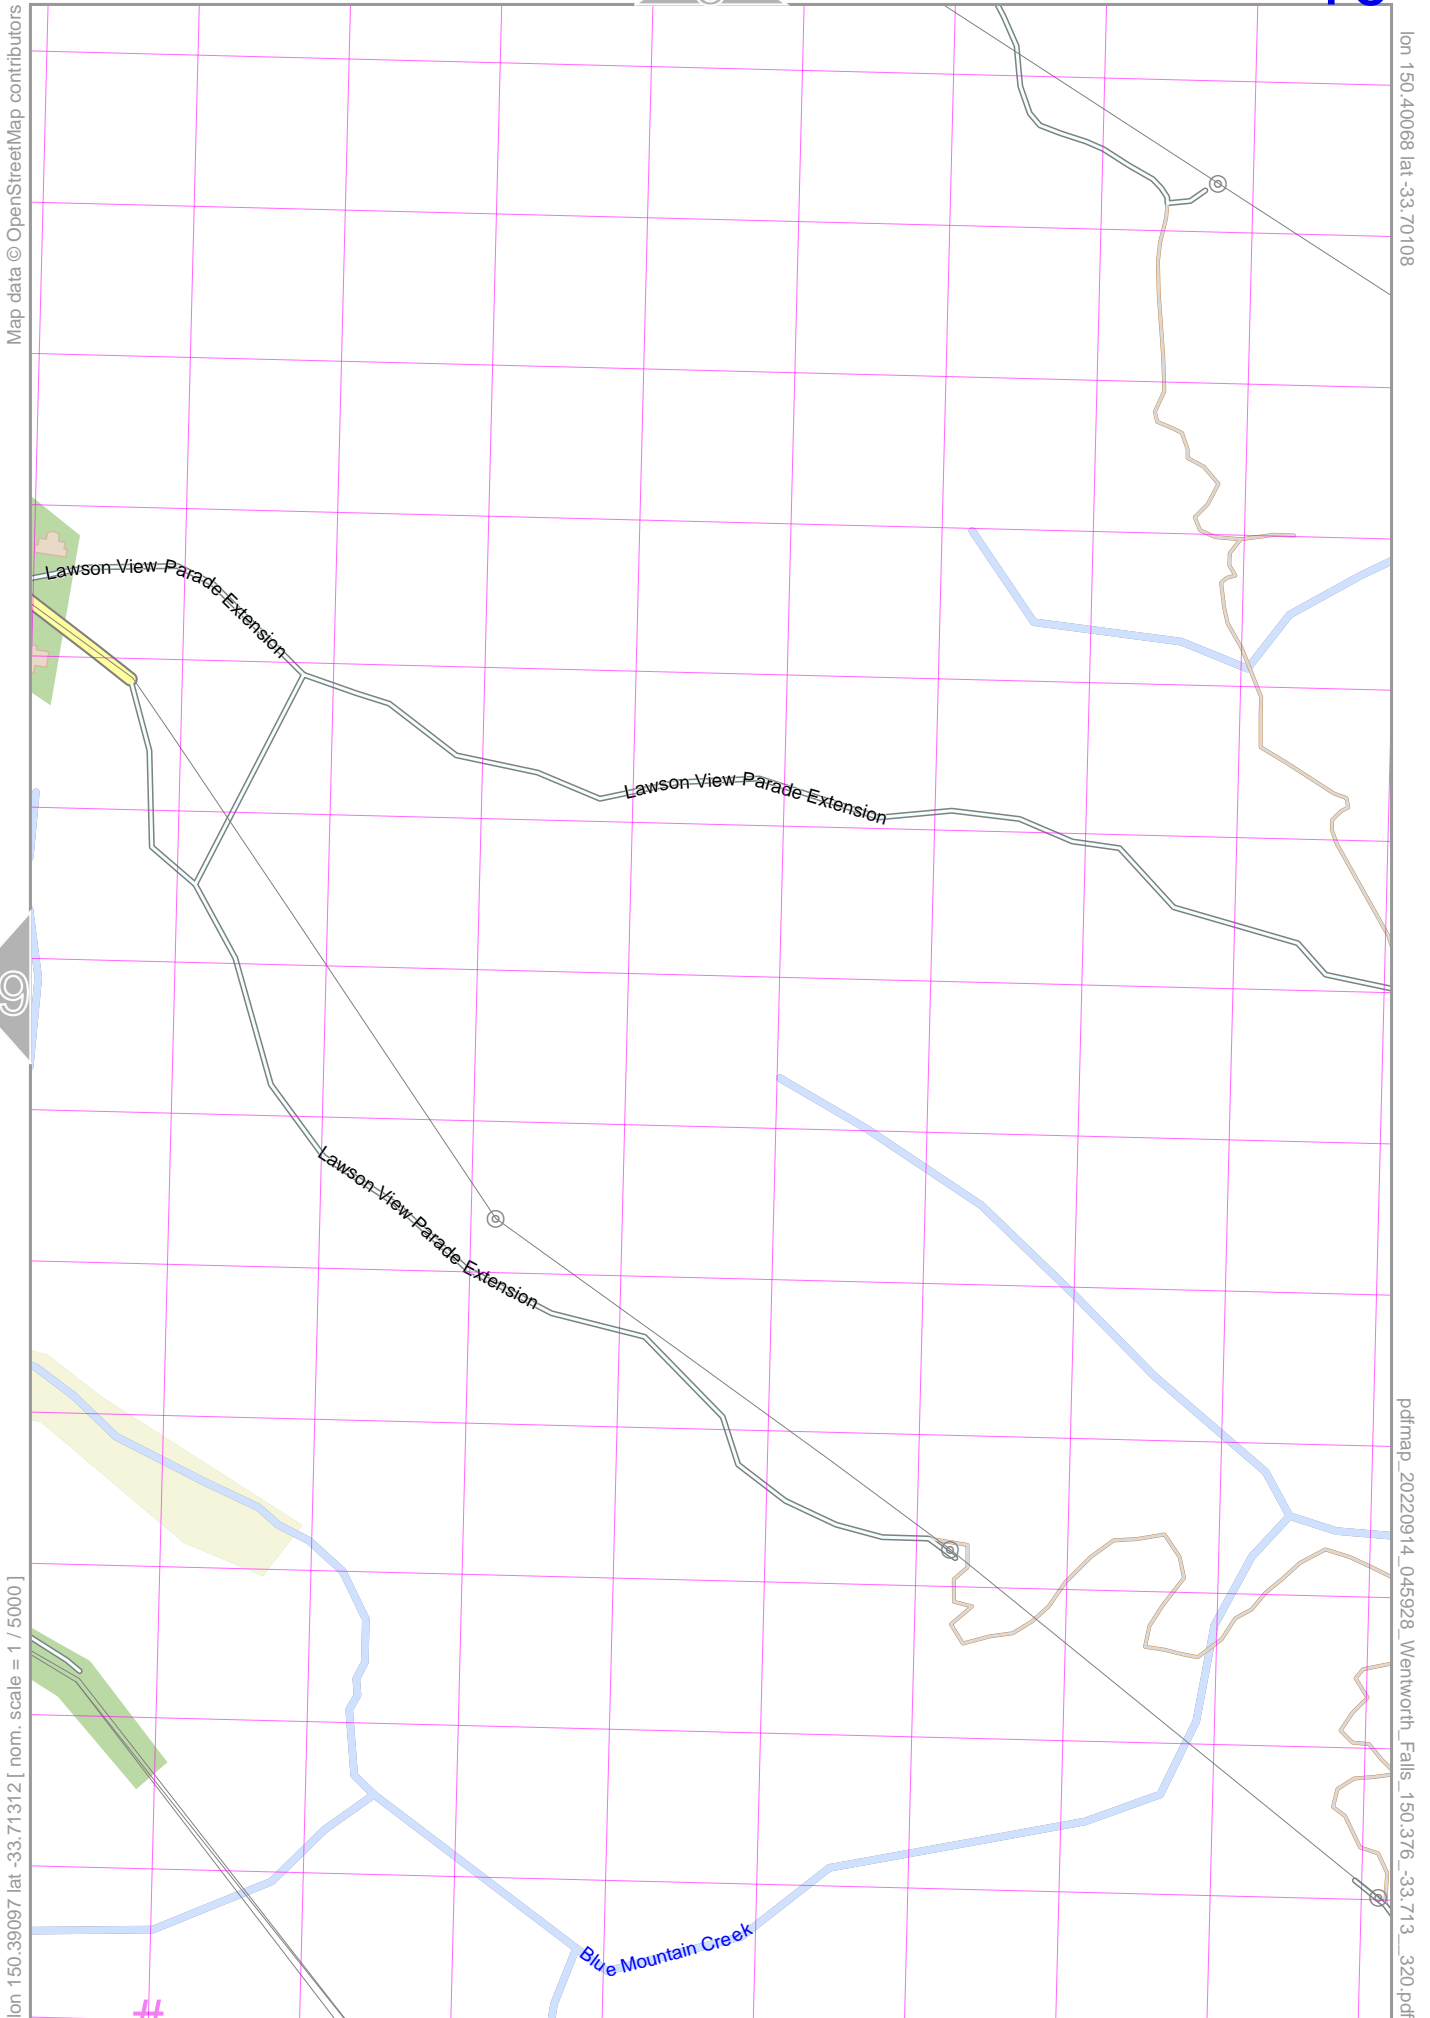 Map data © OpenStreetMap contributors
lon 150.40068 lat -33.70108
Lawson View Parade Extension
Lawson View Parade Extension
9
Lawson View Parade Extension
pdfmap_20220914_045928_Wentworth_Falls_150.376_-33.713__320.pdf
lon 150.39097 lat -33.71312 [ nom. scale = 1 / 5000 ]
Blue Mountain Creek
#